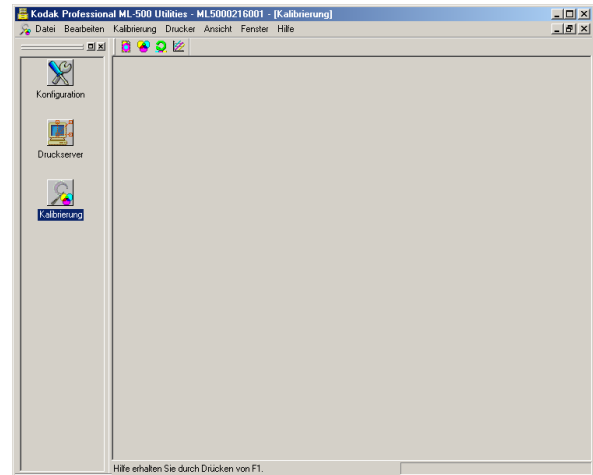 Kodak Professional ML-500 Utilities - ML5000216001 - [Kalibrierung]
Datei Bearbeiten Kalibrierung Drucker Ansicht Fenster Hilfe
Konfiguration
Druckserver
Kalibrierung
Hilfe erhalten Sie durch Drücken von F1.